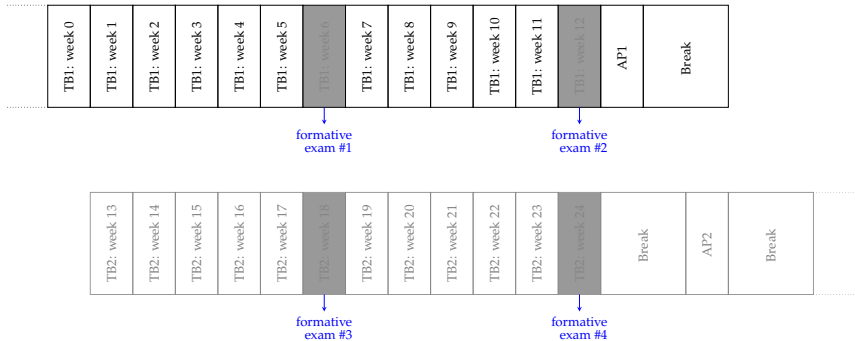 TB1: week 0
TB1: week 1
TB1: week 2
TB1: week 3
TB1: week 4
TB1: week 5
TB1: week 6
TB1: week 7
TB1: week 8
TB1: week 9
TB1: week 10
TB1: week 11
TB1: week 12
AP1
Break
formative
exam #1
formative
exam #2
TB2: week 13
TB2: week 14
TB2: week 15
TB2: week 16
TB2: week 17
TB2: week 18
TB2: week 19
TB2: week 20
TB2: week 21
TB2: week 22
TB2: week 23
TB2: week 24
Break
AP2
Break
formative
exam #3
formative
exam #4